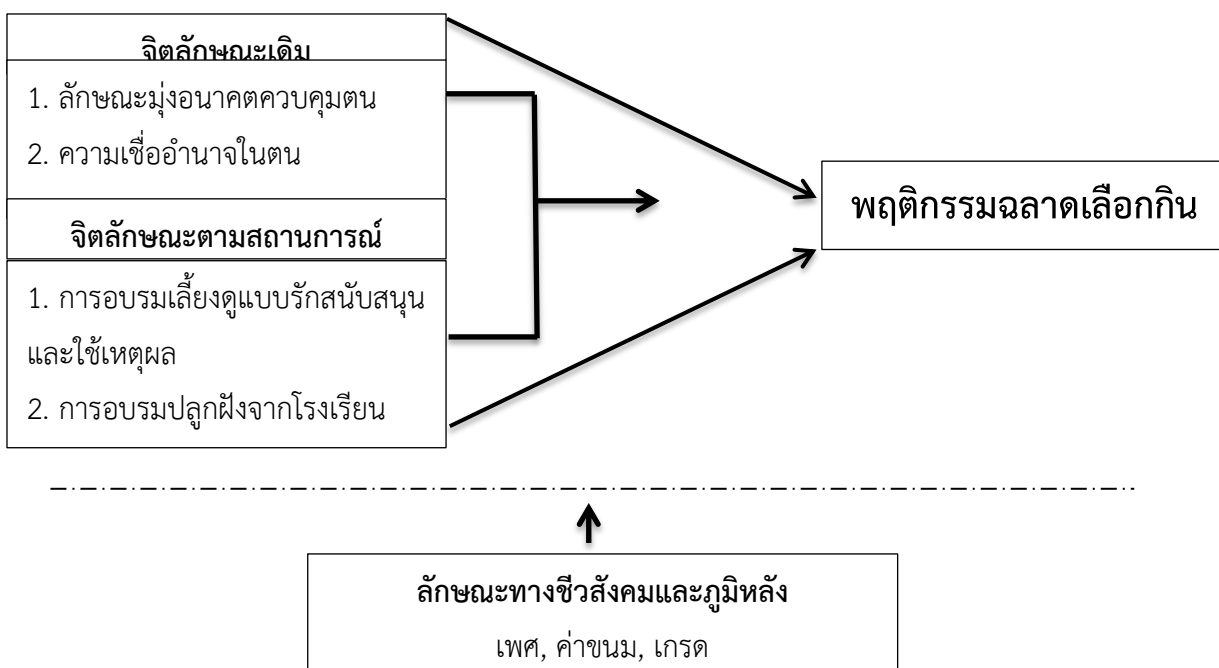 จิตลักษณะเดิม
1. ลักษณะมุ่งอนาคตควบคุมตน
2. ความเชื่ออำนาจในตน
จิตลักษณะตามสถานการณ์
1. การอบรมเลี้ยงดูแบบรักสนับสนุน
และใช้เหตุผล
2. การอบรมปลูกฝังจากโรงเรียน
พฤติกรรมฉลาดเลือกกิน
ลักษณะทางชีวสังคมและภูมิหลัง
เพศ, ค่าขนม, เกรด